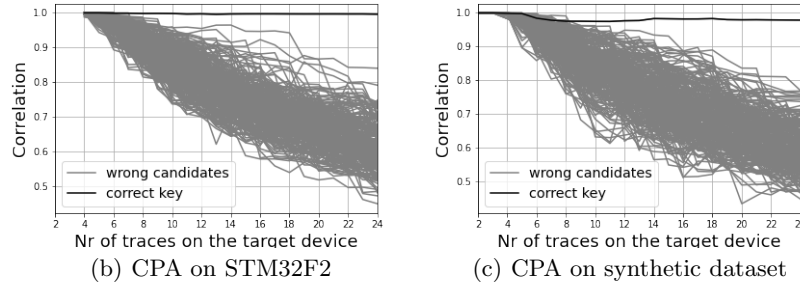 1.0
0.9
0.8
0.7
0.6
0.5
Correlation
wrong candidates
correct key
2 4 6 8 10 12 14 16 18 20 22 24
Nr of traces on the target device
(b) CPA on STM32F2
1.0
0.9
0.8
0.7
0.6
0.5
Correlation
wrong candidates
correct key
2 4 6 8 10 12 14 16 18 20 22 24
Nr of traces on the target device
(c) CPA on synthetic dataset